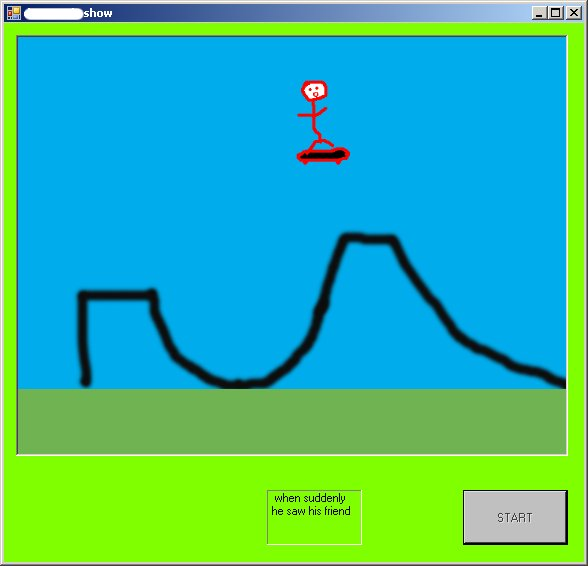 show
when suddenly
he saw his friend
START